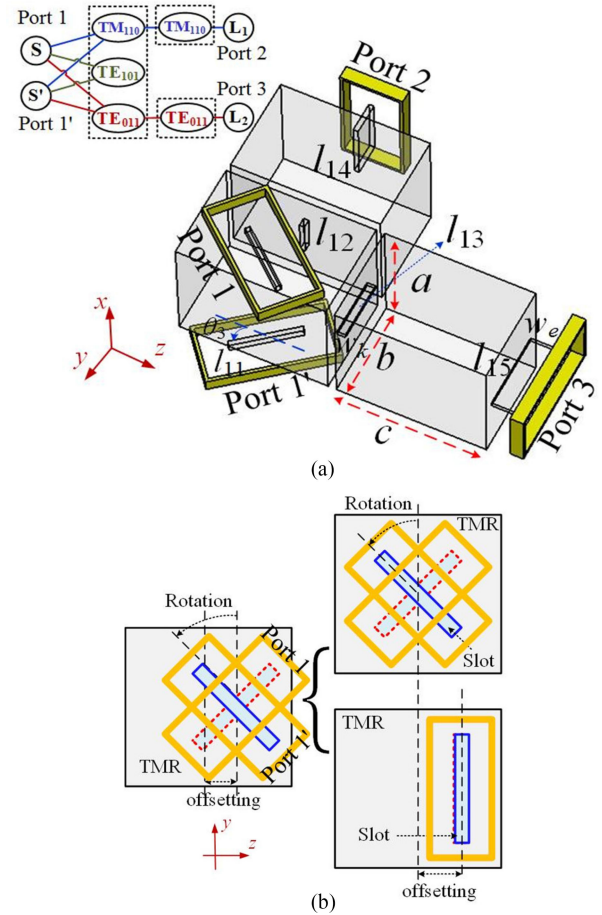 Port 1
S
S'
Port 1'
TM110
TE101
TE011
TM110
TE011
L1
Port 2
Port 3
L2
Port 2
l14
l12
l13
Port 1
a
x
y
z
θ3
l11
Port 1'
wk
b
l15
we
c
Port 3
(a)
Rotation
TMR
Slot
Rotation
Port 1
Port 1'
TMR
offsetting
y
z
TMR
Slot
offsetting
(b)